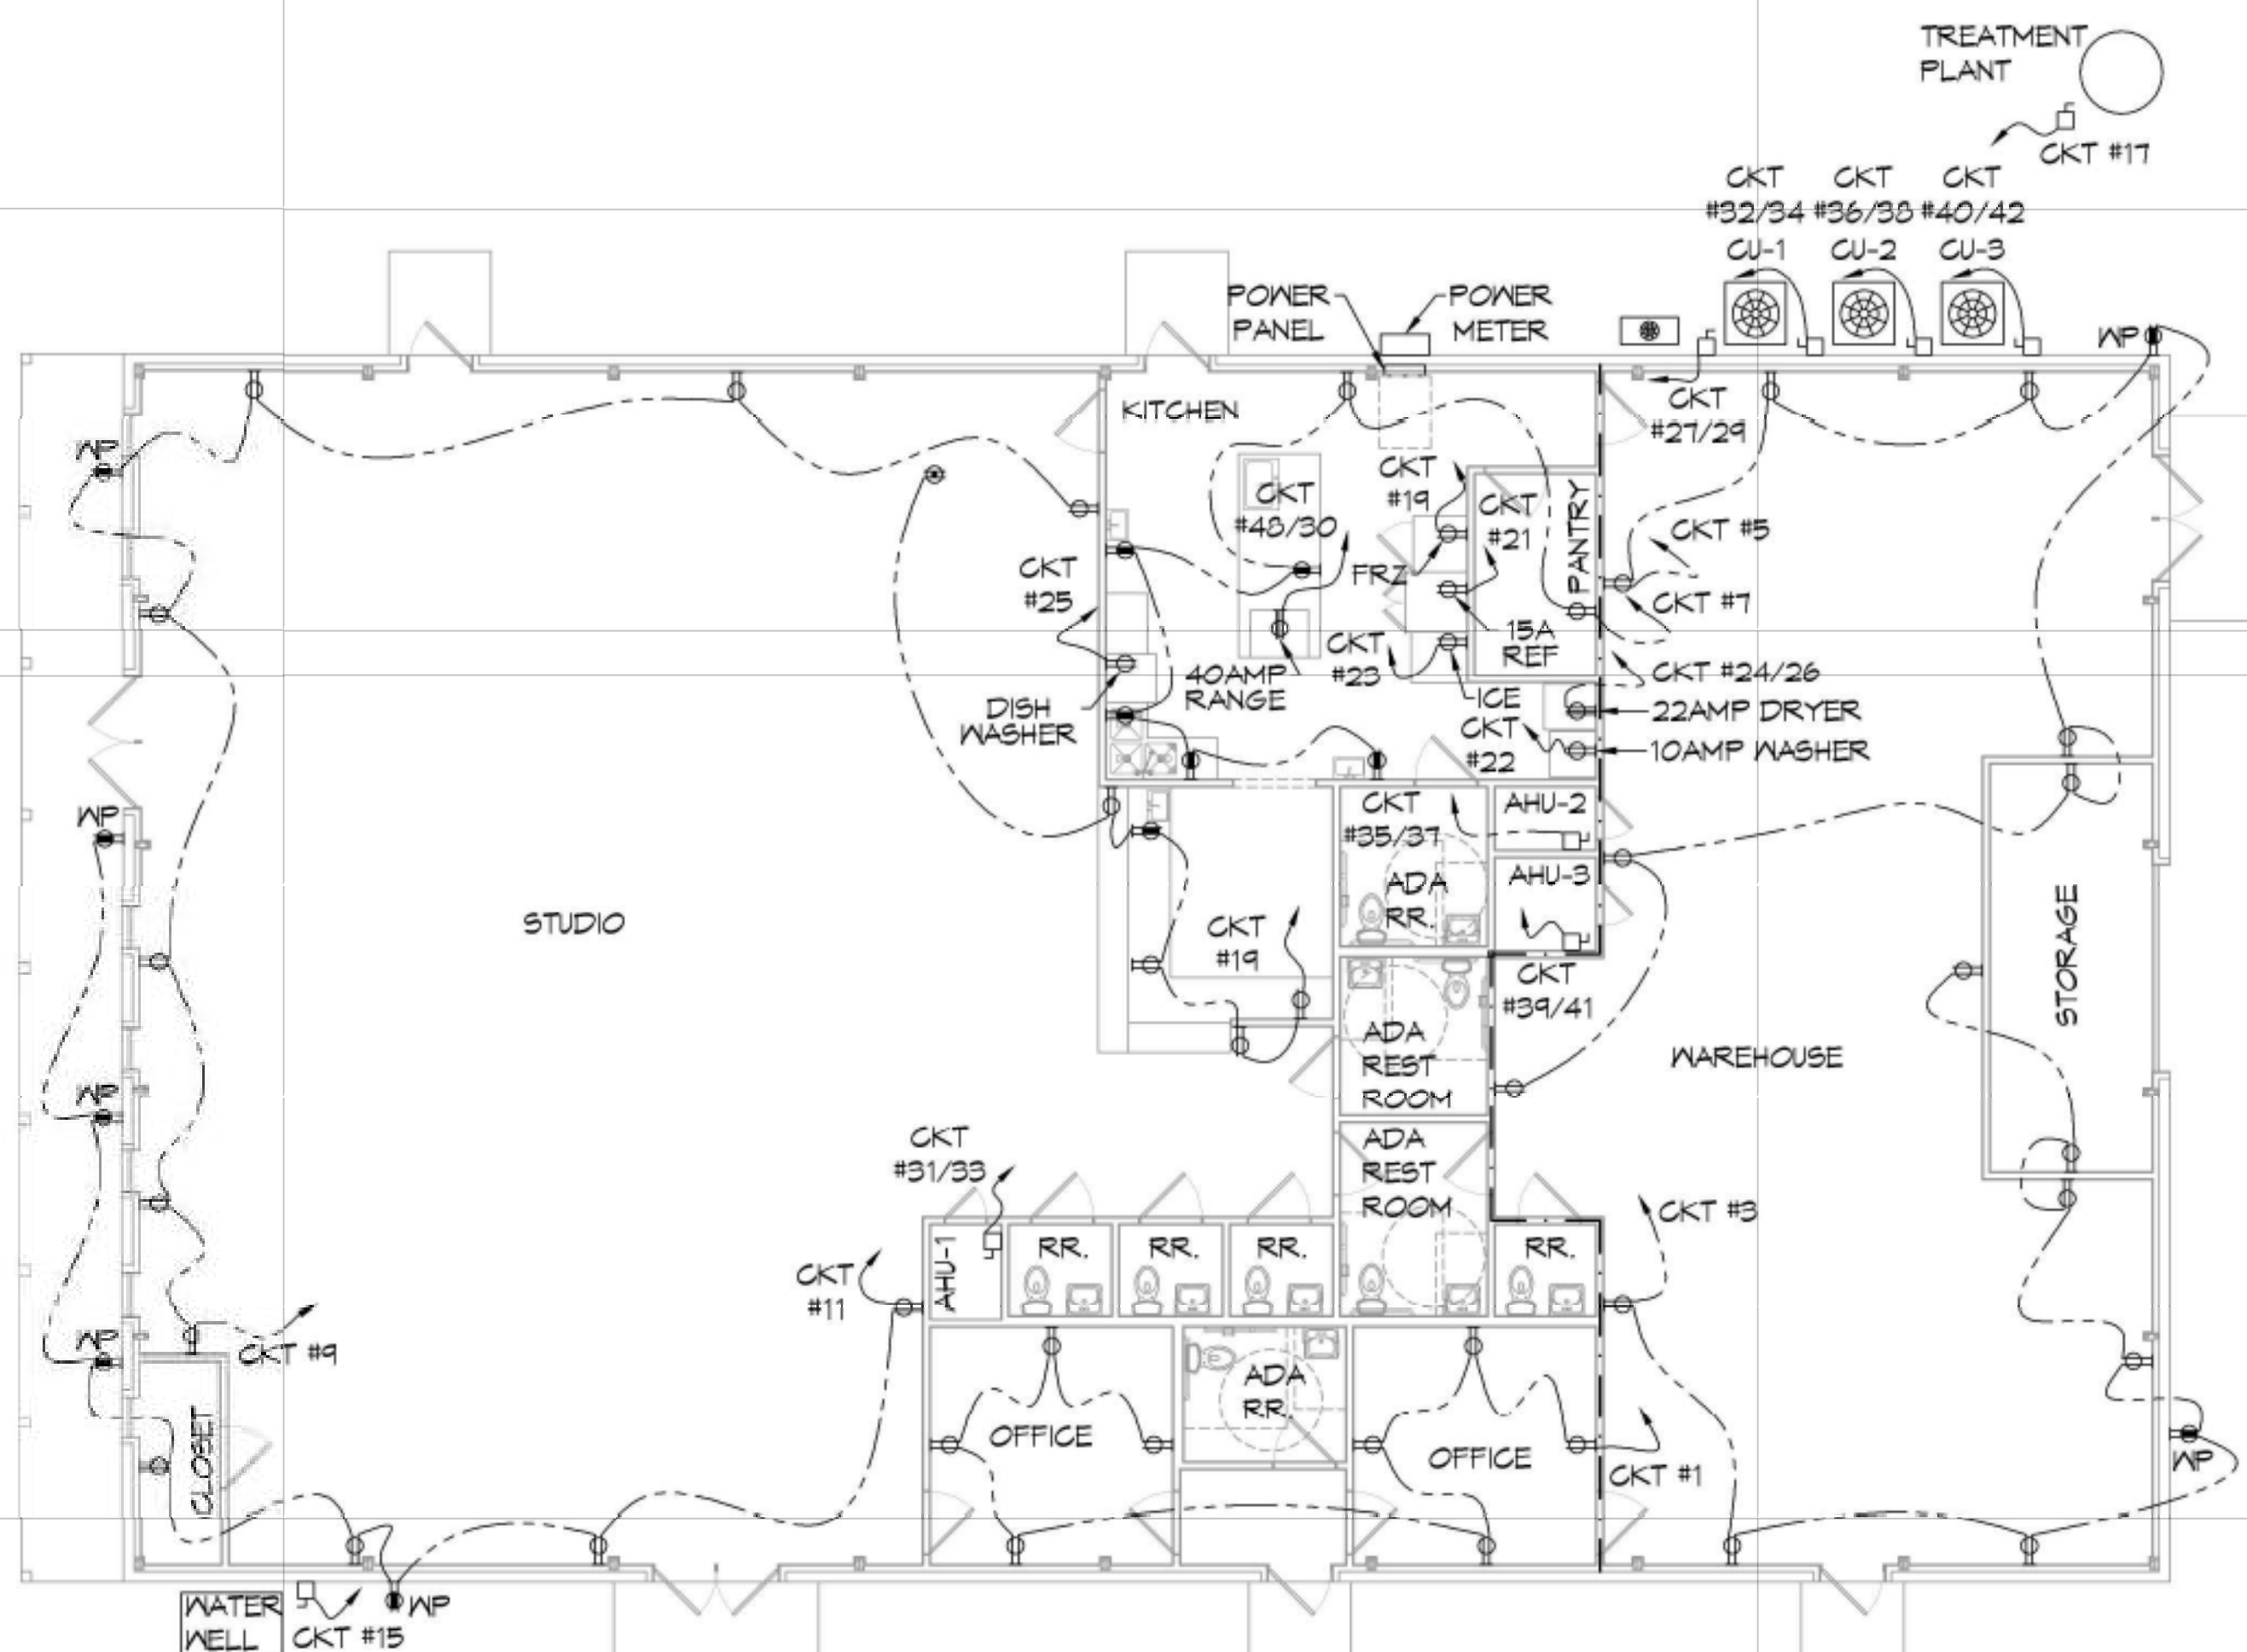 TREATMENT
PLANT
CKT #17
CKT
#32/34
CU-1
CKT
#36/38
CU-2
CKT
#40/42
CU-3
POWER
PANEL
POWER
METER
WP
CKT
#27/29
KITCHEN
WP
CKT
#48/30
CKT
#19
CKT
#21
PANTRY
CKT #5
FRZ
CKT
#25
CKT #7
15A
REF
CKT
#23
CKT #24/26
40AMP
RANGE
ICE
22AMP DRYER
DISH
WASHER
CKT
#22
10AMP WASHER
WP
CKT
#35/37
AHU-2
AHU-3
ADA
RR.
STUDIO
CKT
#19
STORAGE
CKT
#39/41
ADA
REST
ROOM
WAREHOUSE
WP
CKT
#31/33
ADA
REST
ROOM
CKT #3
AHU-1
RR.
RR.
RR.
RR.
CKT
#11
WP
CKT #9
ADA
RR.
OFFICE
OFFICE
CLOSET
CKT #1
WP
WATER
WELL
CKT #15
WP